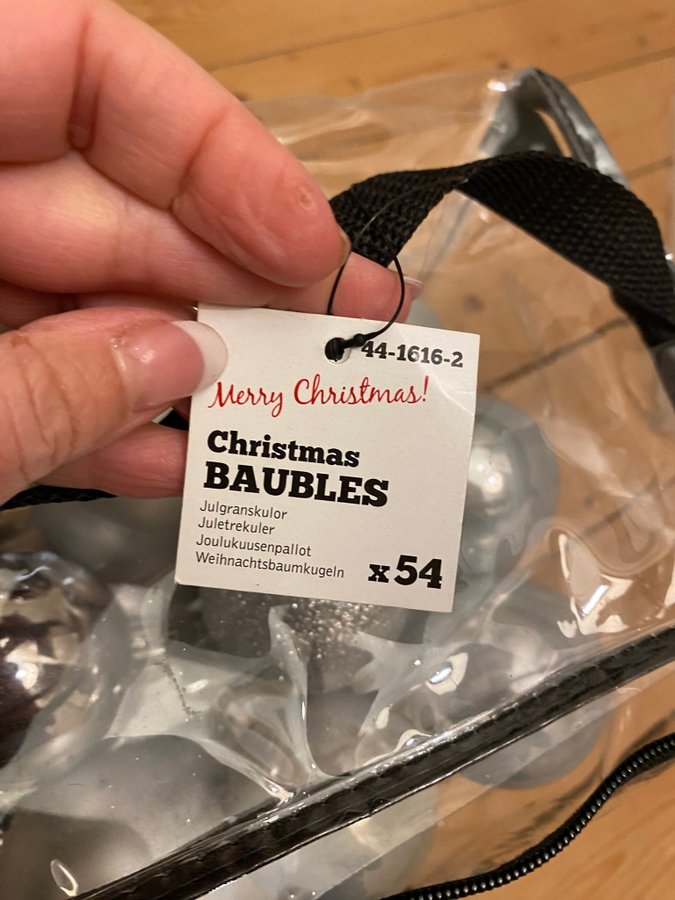 44-1616-2
Merry Christmas!
Christmas
BAUBLES
Julgranskulor
Juletrekuler
Joulukuusenpallot
Weihnachtsbaumkugeln
x54